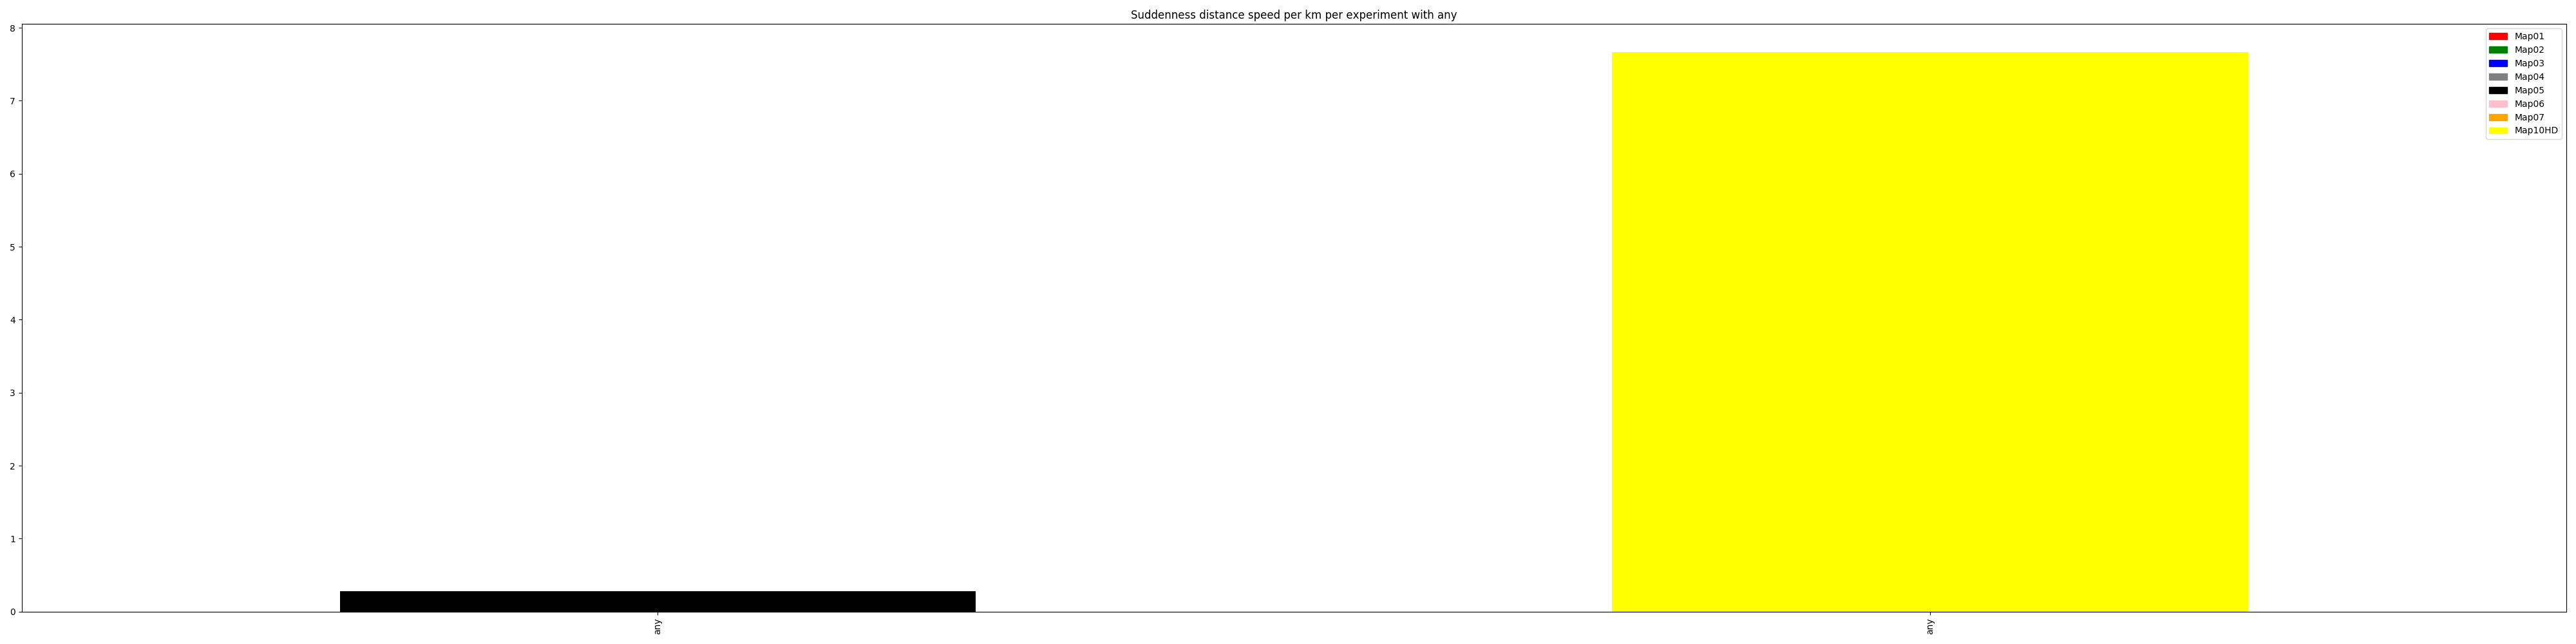 Suddenness distance speed per km per experiment with any
8
7
6
5
4
3
2
1
0
Map01
Map02
Map03
Map04
Map05
Map06
Map07
Map10HD
any
any